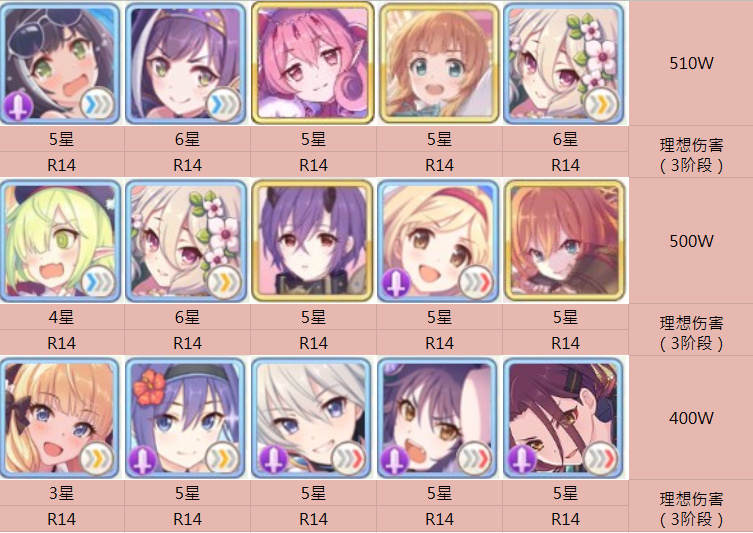 510W
5星 6星 5星 5星 6星 理想伤害
R14 R14 R14 R14 R14 （3阶段）
500W
4星 6星 5星 5星 5星 理想伤害
R14 R14 R14 R14 R14 （3阶段）
400W
3星 5星 5星 5星 5星 理想伤害
R14 R14 R14 R14 R14 （3阶段）